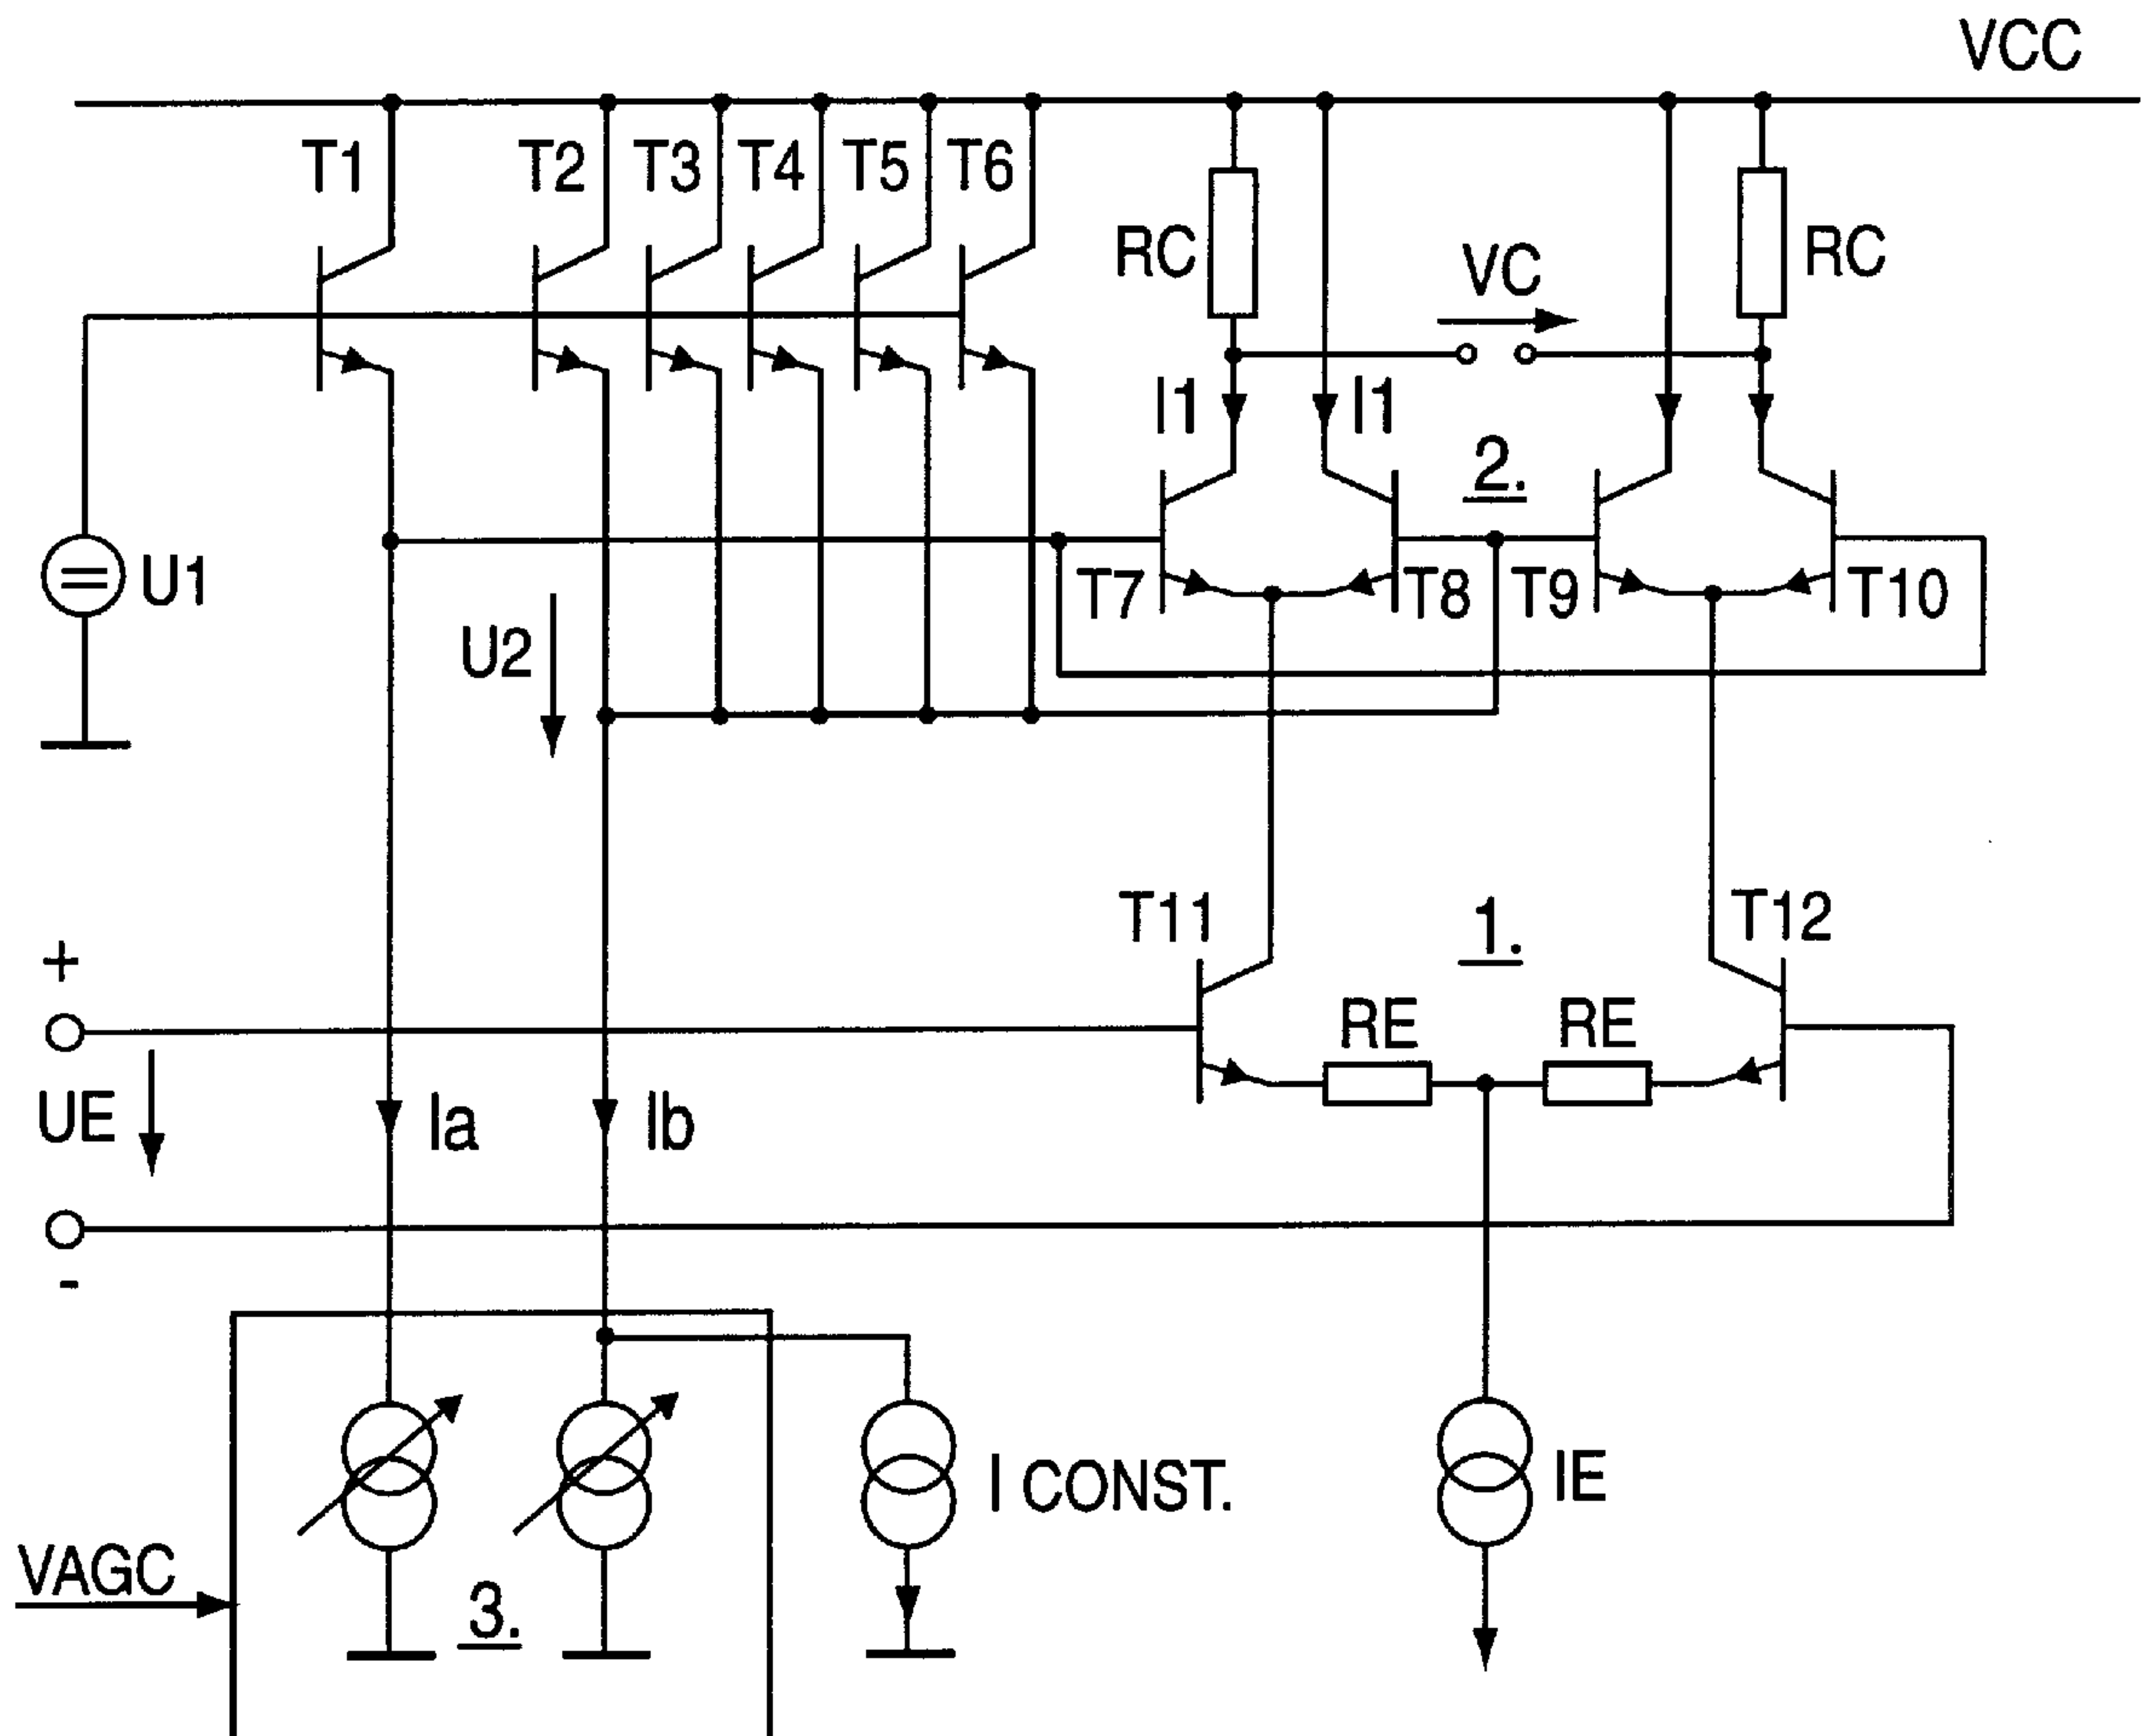 VCC
T1
T2
T3
T4
T5
T6
RC
VC
RC
I1
I1
2.
U1
T7
T8
T9
T10
U2
T11
1.
T12
+
RE
RE
UE
Ia
Ib
-
I CONST.
IE
VAGC
3.